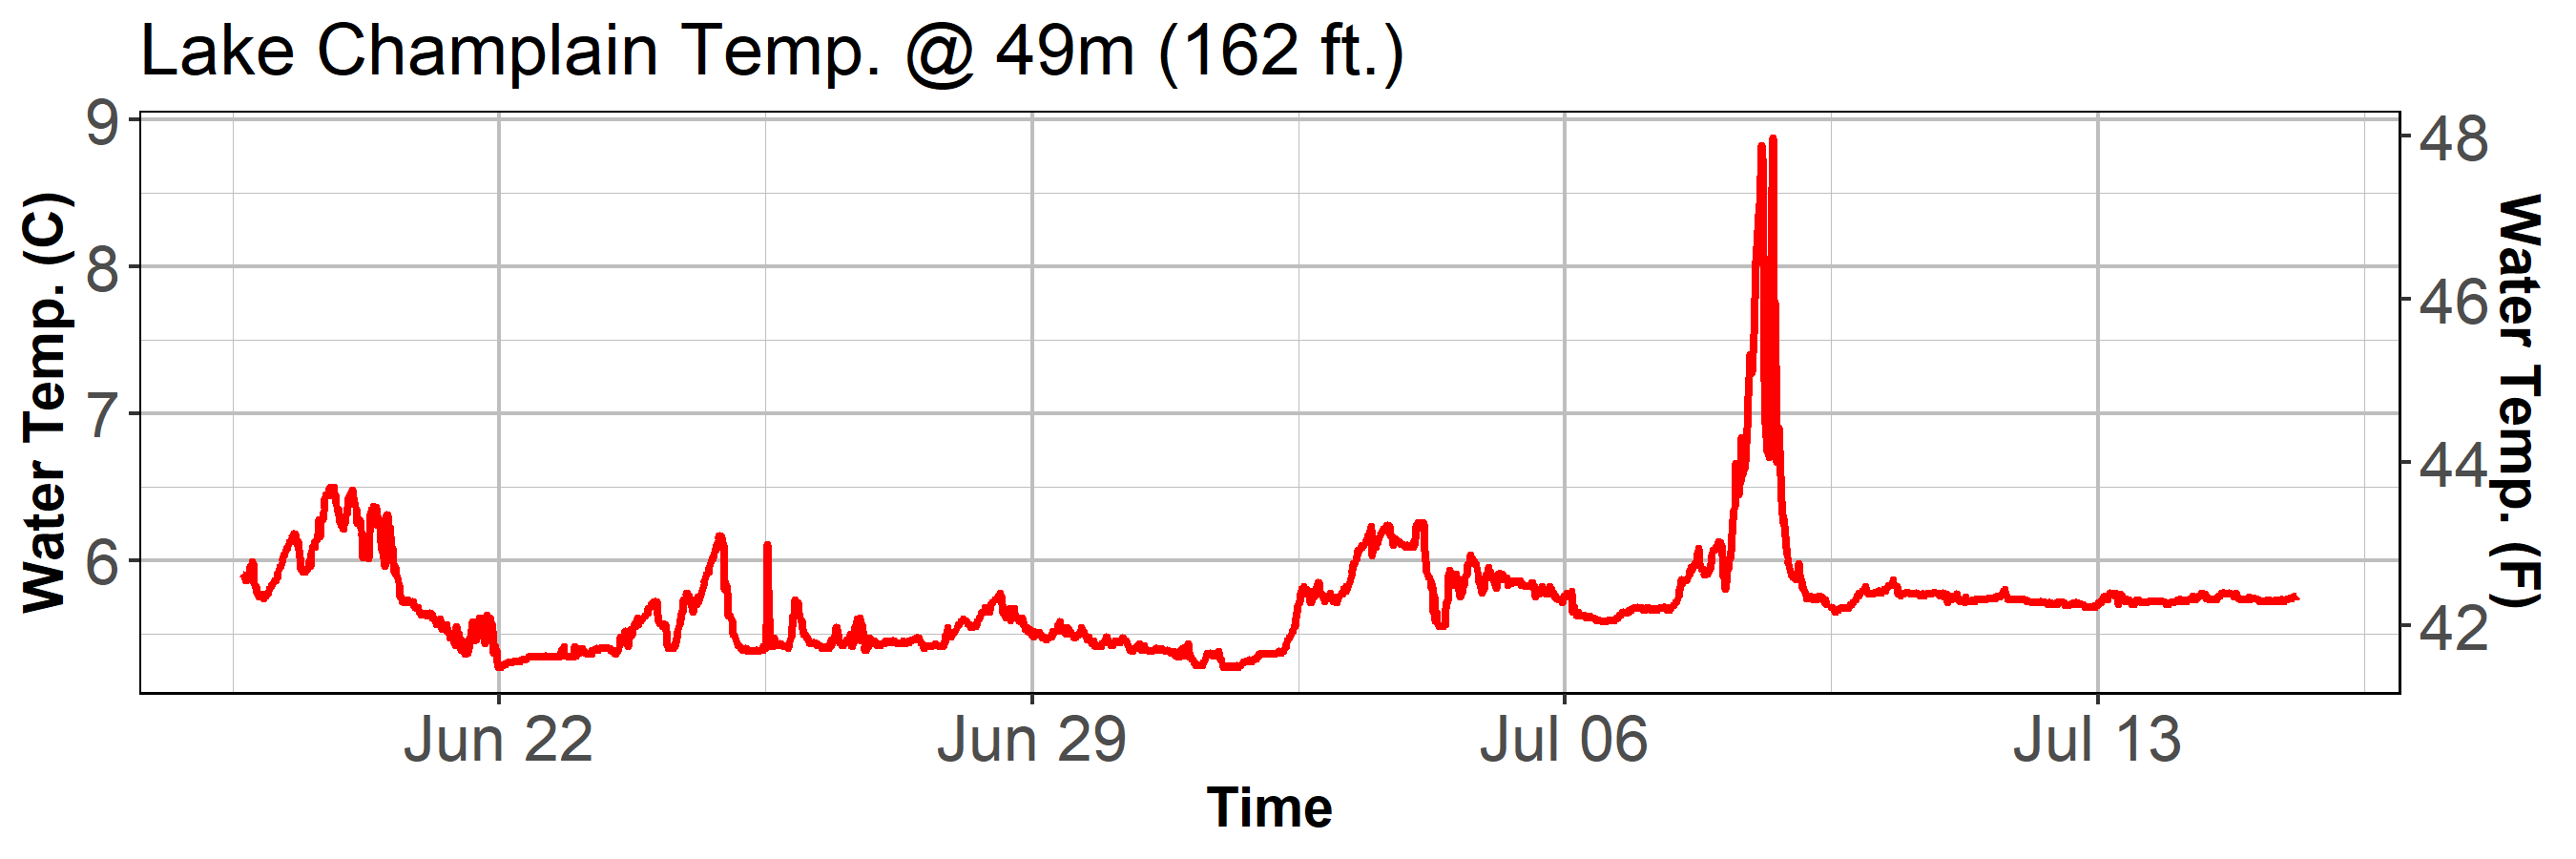 Lake Champlain Temp. @ 49m (162 ft.)
Water Temp. (C)
9
8
7
6
48
46
44
42
Water Temp. (F)
Jun 22
Jun 29
Jul 06
Jul 13
Time